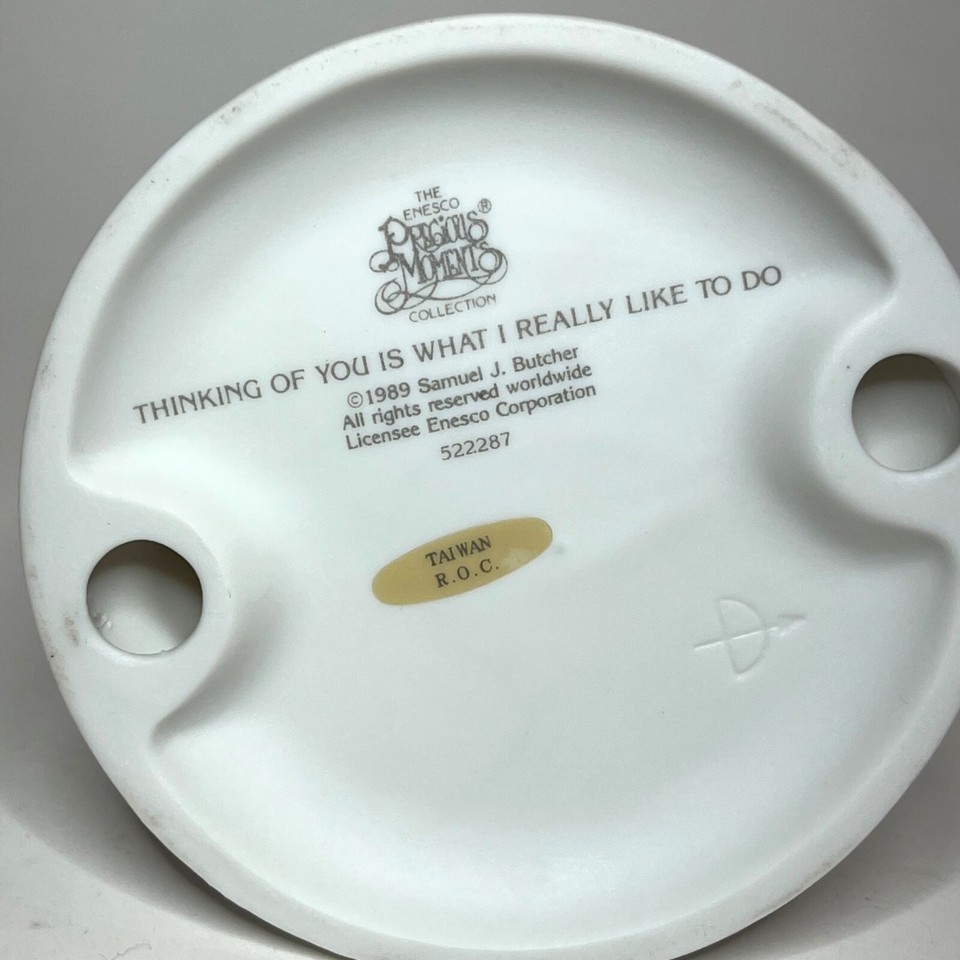 THE
ENESCO
PRECIOUS®
MOMENTS
COLLECTION
THINKING OF YOU IS WHAT I REALLY LIKE TO DO
©1989 Samuel J. Butcher
All rights reserved worldwide
Licensee Enesco Corporation
522287
TAIWAN
R.O.C.